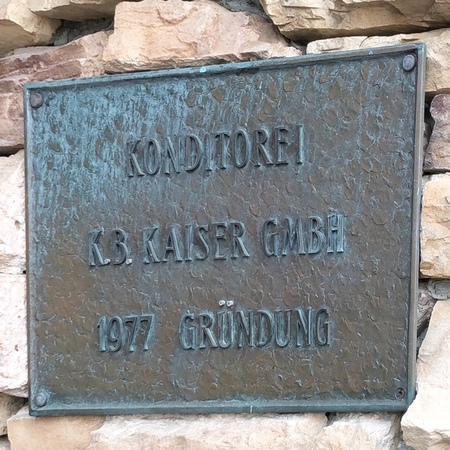 KONDITOREI
K.B. KAISER GMBH
1977 GRÜNDUNG